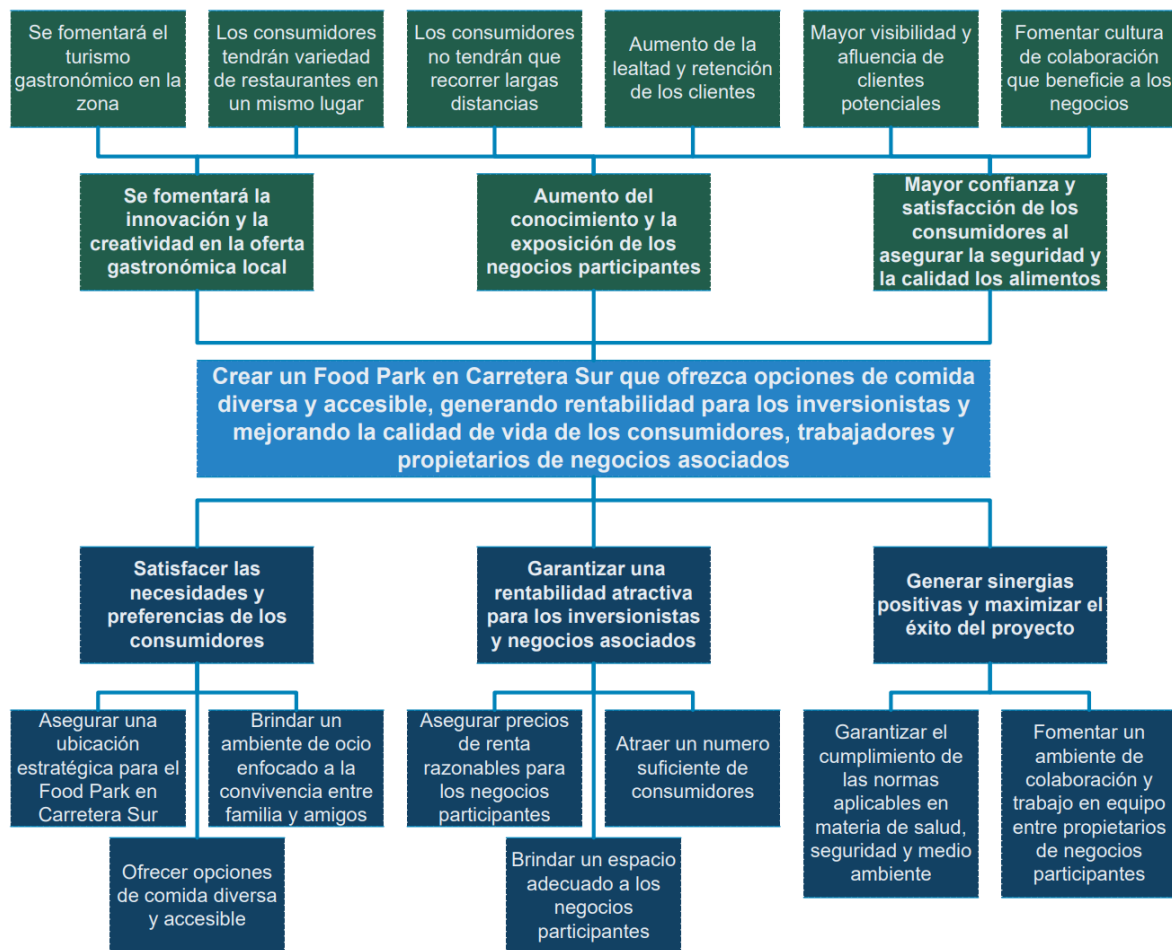 Se fomentará el
turismo
gastronómico en la
zona
Los consumidores
tendrán variedad
de restaurantes en
un mismo lugar
Los consumidores
no tendrán que
recorrer largas
distancias
Aumento de la
lealtad y retención
de los clientes
Mayor visibilidad y
afluencia de
clientes
potenciales
Fomentar cultura
de colaboración
que beneficie a los
negocios
Se fomentará la
innovación y la
creatividad en la oferta
gastronómica local
Aumento del
conocimiento y la
exposición de los
negocios participantes
Mayor confianza y
satisfacción de los
consumidores al
asegurar la seguridad y
la calidad los alimentos
Crear un Food Park en Carretera Sur que ofrezca opciones de comida
diversa y accesible, generando rentabilidad para los inversionistas y
mejorando la calidad de vida de los consumidores, trabajadores y
propietarios de negocios asociados
Satisfacer las
necesidades y
preferencias de los
consumidores
Garantizar una
rentabilidad atractiva
para los inversionistas
y negocios asociados
Generar sinergias
positivas y maximizar el
éxito del proyecto
Asegurar una
ubicación
estratégica para el
Food Park en
Carretera Sur
Brindar un
ambiente de ocio
enfocado a la
convivencia entre
familia y amigos
Asegurar precios
de renta
razonables para
los negocios
participantes
Atraer un numero
suficiente de
consumidores
Garantizar el
cumplimiento de
las normas
aplicables en
materia de salud,
seguridad y medio
ambiente
Fomentar un
ambiente de
colaboración y
trabajo en equipo
entre propietarios
de negocios
participantes
Ofrecer opciones
de comida diversa
y accesible
Brindar un espacio
adecuado a los
negocios
participantes